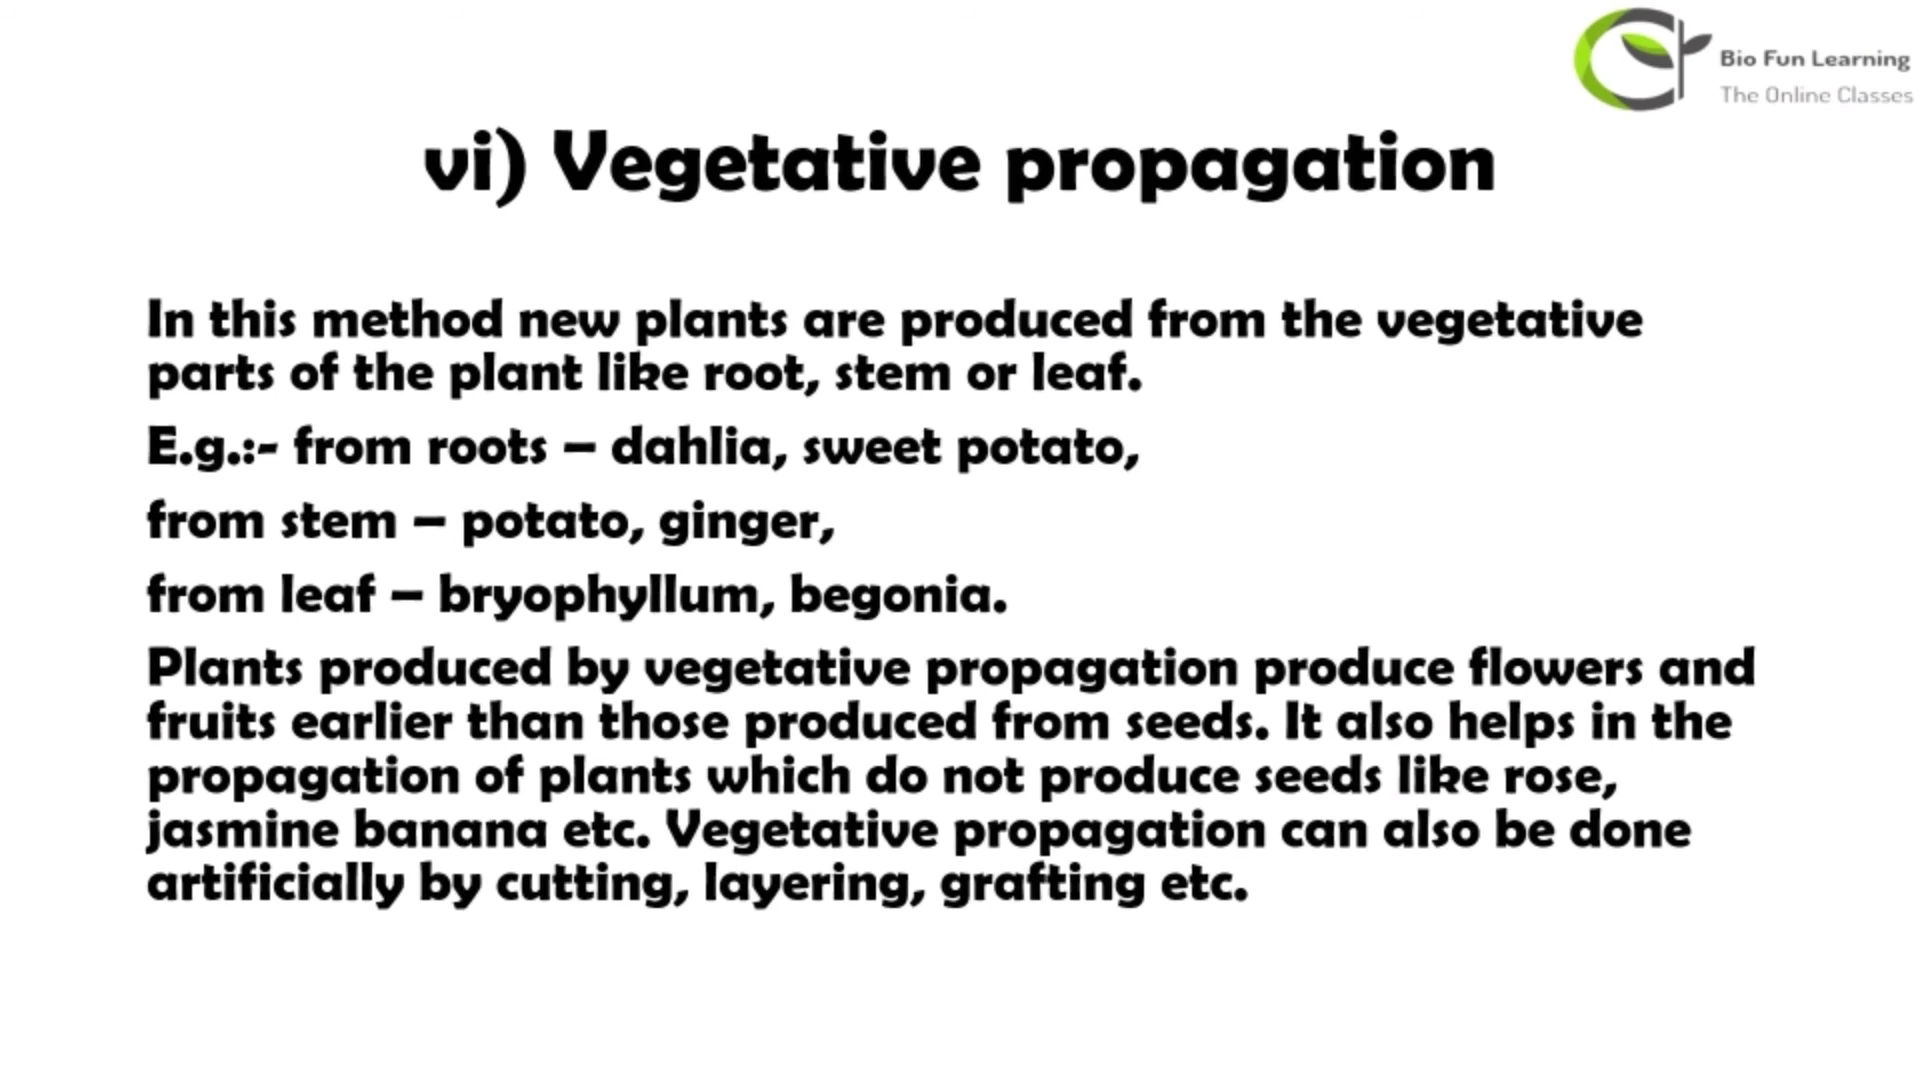 Bio Fun Learning
The Online Classes
vi) Vegetative propagation
In this method new plants are produced from the vegetative
parts of the plant like root, stem or leaf.
E.g.:- from roots – dahlia, sweet potato,
from stem – potato, ginger,
from leaf – bryophyllum, begonia.
Plants produced by vegetative propagation produce flowers and
fruits earlier than those produced from seeds. It also helps in the
propagation of plants which do not produce seeds like rose,
jasmine banana etc. Vegetative propagation can also be done
artificially by cutting, layering, grafting etc.